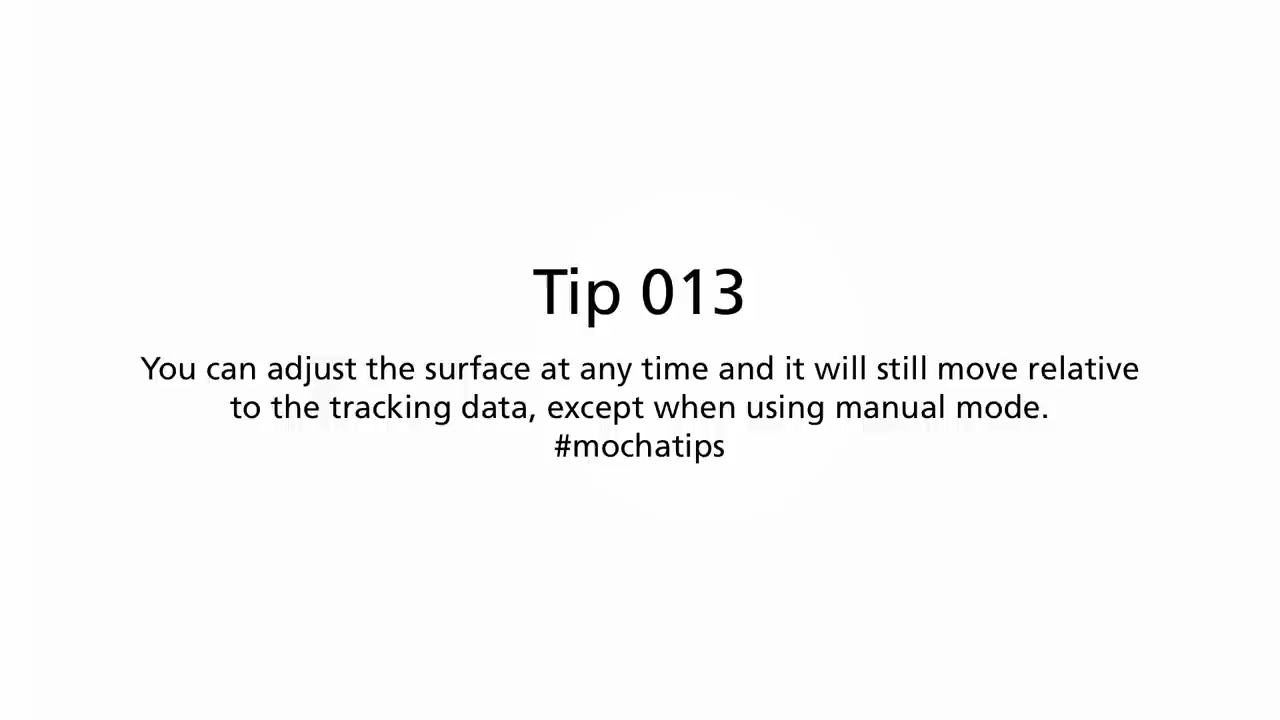 Tip 013
You can adjust the surface at any time and it will still move relative
to the tracking data, except when using manual mode.
#mochatips